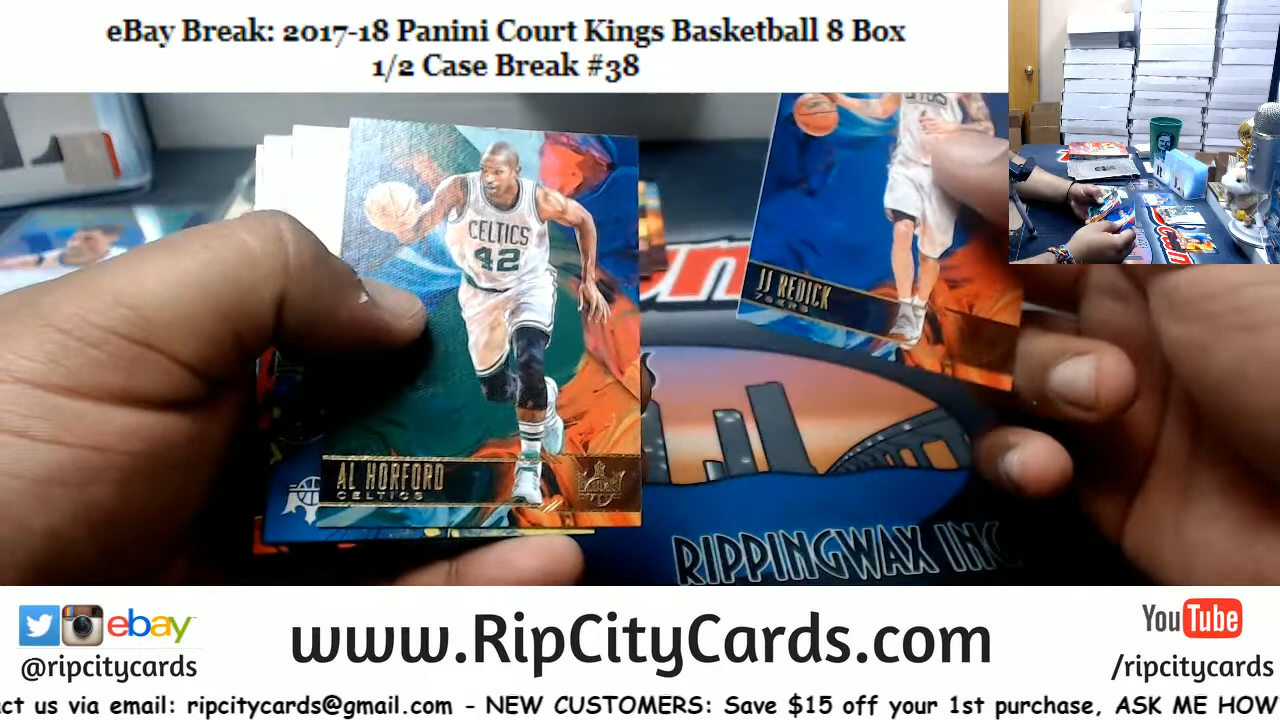 eBay Break: 2017-18 Panini Court Kings Basketball 8 Box
1/2 Case Break #38
CELTICS
42
JJ REDICK
76ERS
AL HORFORD
CELTICS
RIPPINGWAX INC
ebay
@ripcitycards
www.RipCityCards.com
YouTube
/ripcitycards
ct us via email: ripcitycards@gmail.com - NEW CUSTOMERS: Save $15 off your 1st purchase, ASK ME HOW